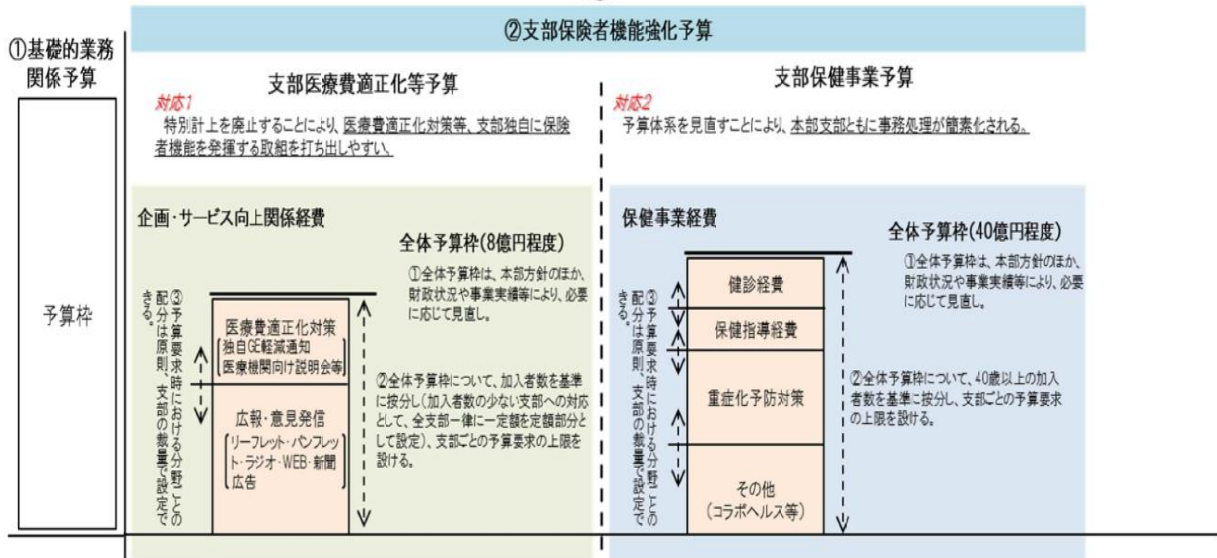 ②支部保険者機能強化予算
①基礎的業務
関係予算
予算枠
支部医療費適正化等予算
対応1
特別計上を廃止することにより、医療費適正化対策等、支部独自に保険
者機能を発揮する取組を打ち出しやすい。
企画・サービス向上関係経費
全体予算枠(8億円程度)
①全体予算枠は、本部方針のほか、
財政状況や事業実績等により、必要
に応じて見直し。
③予算要求時における分野ごとの
配分は原則、支部の裁量で設定で
きる。
医療費適正化対策
独自GE軽減通知
医療機関向け説明会等
広報・意見発信
リーフレット・パンフレッ
ト・ラジオ・WEB・新聞
広告
②全体予算枠について、加入者数を基準
に按分し(加入者数の少ない支部への対応
として、全支部一律に一定額を定額部分と
して設定)、支部ごとの予算要求の上限を
設ける。
支部保健事業予算
対応2
予算体系を見直すことにより、本部支部ともに事務処理が簡素化される。
保健事業経費
全体予算枠(40億円程度)
①全体予算枠は、本部方針のほか、
財政状況や事業実績等により、必要
に応じて見直し。
③予算要求時における分野ごとの
配分は原則、支部の裁量で設定で
きる。
健診経費
保健指導経費
重症化予防対策
その他
(コラボヘルス等)
②全体予算枠について、40歳以上の加入
者数を基準に按分し、支部ごとの予算要求
の上限を設ける。